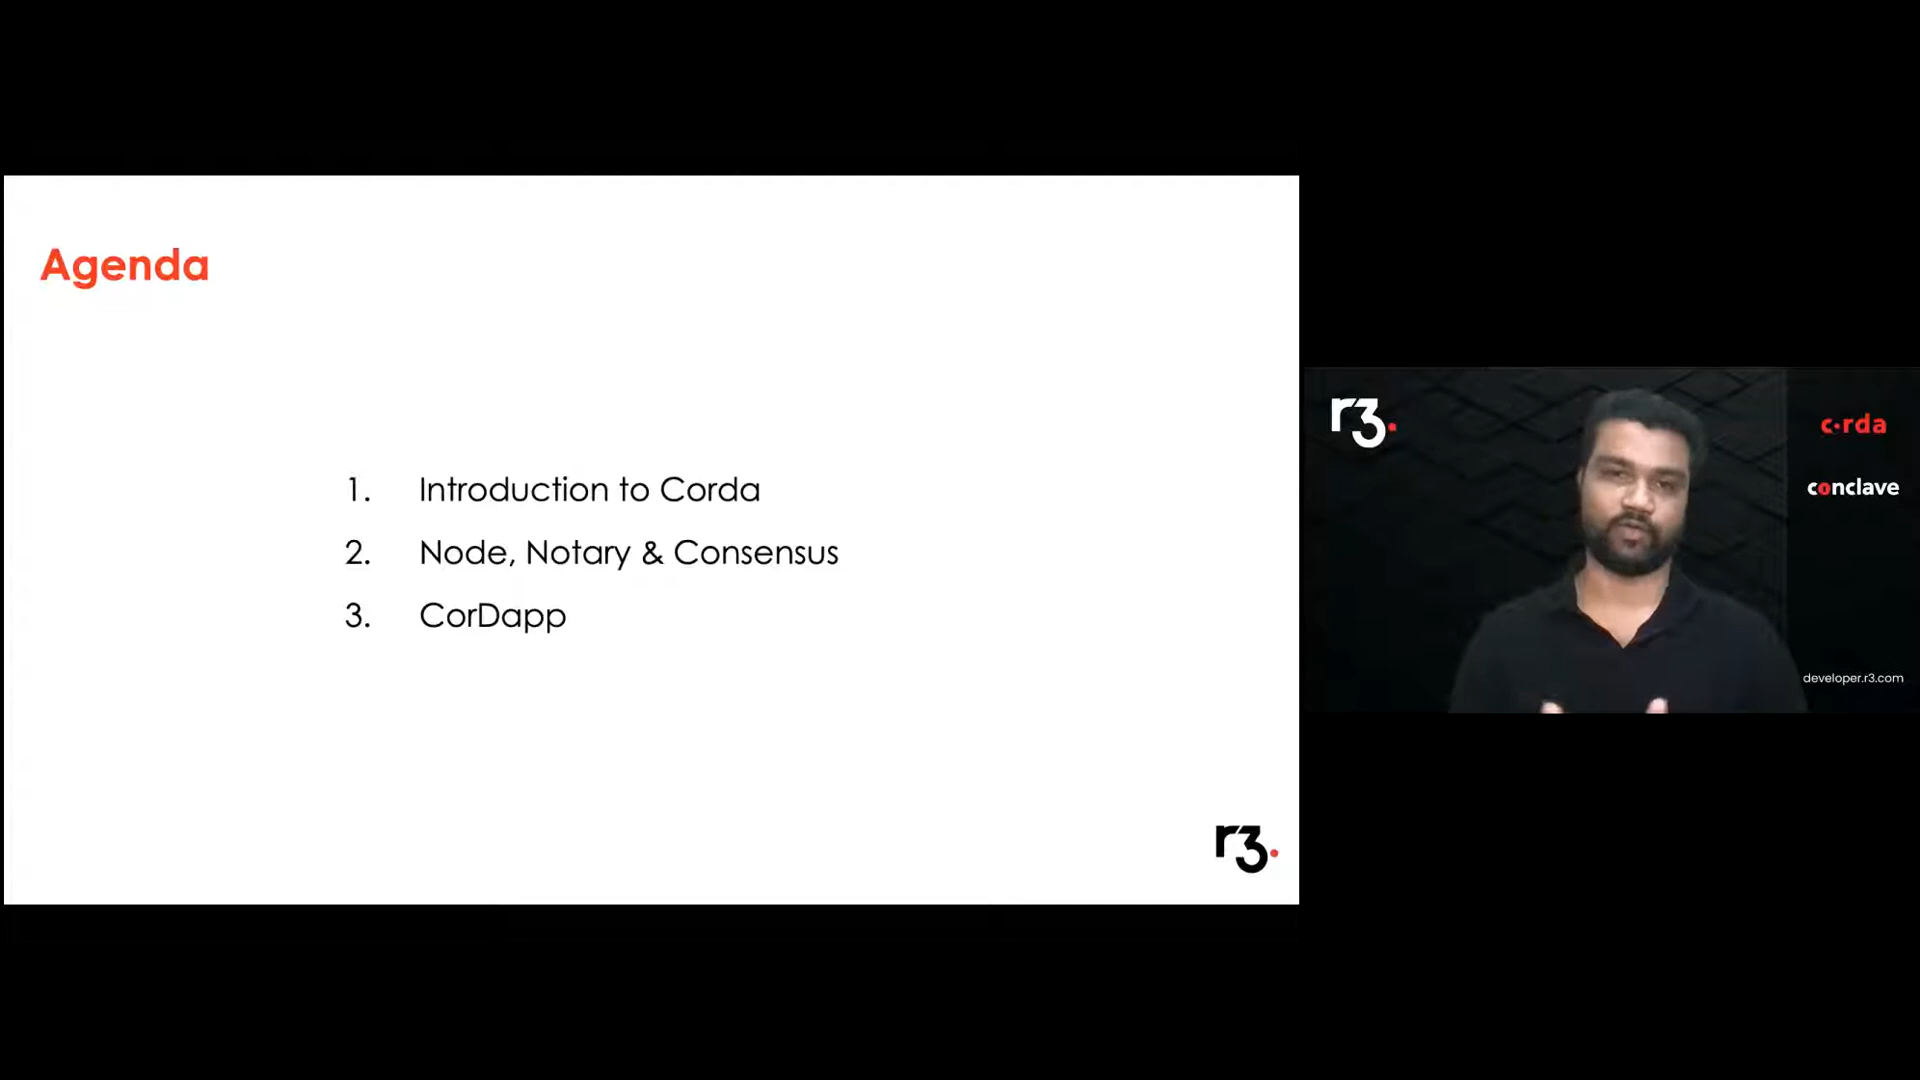 Agenda
1. Introduction to Corda
2. Node, Notary & Consensus
3. CorDapp
r3.
r3.
c·rda
conclave
developer.r3.com